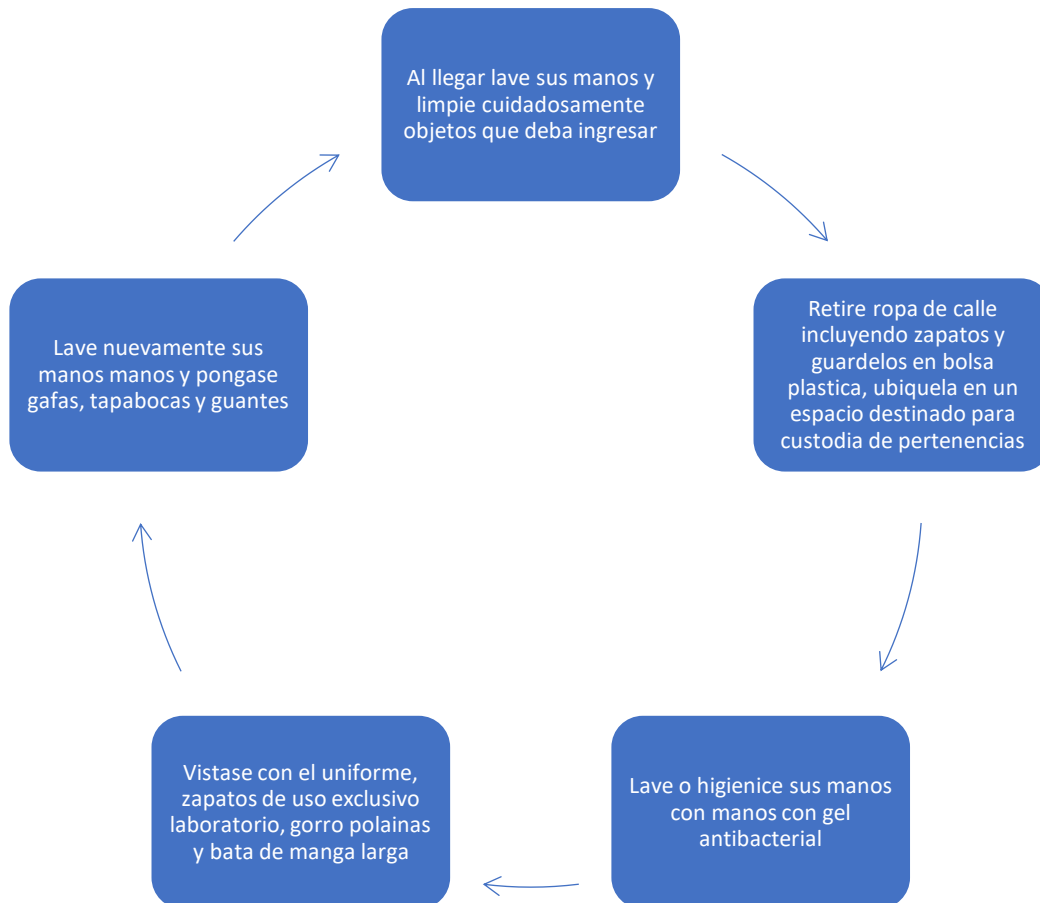 Al llegar lave sus manos y
limpie cuidadosamente
objetos que deba ingresar
Retire ropa de calle
incluyendo zapatos y
guardelos en bolsa
plastica, ubiquela en un
espacio destinado para
custodia de pertenencias
Lave o higienice sus manos
con manos con gel
antibacterial
Vistase con el uniforme,
zapatos de uso exclusivo
laboratorio, gorro polainas
y bata de manga larga
Lave nuevamente sus
manos manos y pongase
gafas, tapabocas y guantes